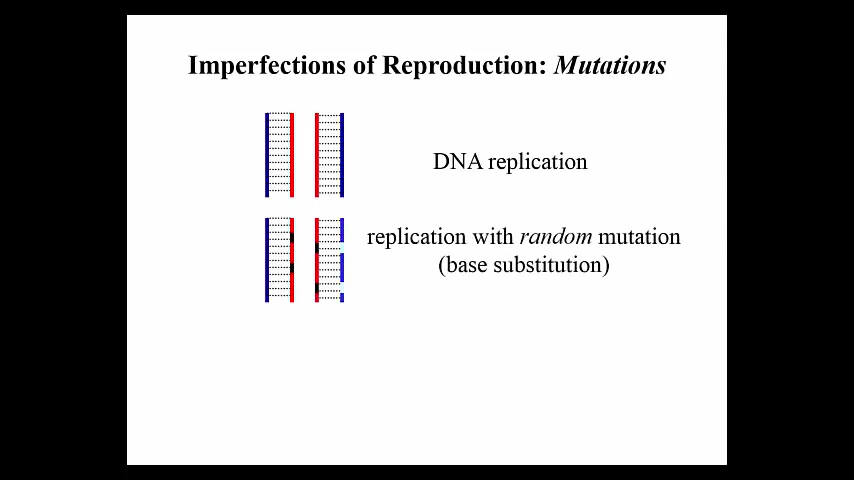 Imperfections of Reproduction: Mutations
DNA replication
replication with random mutation
(base substitution)